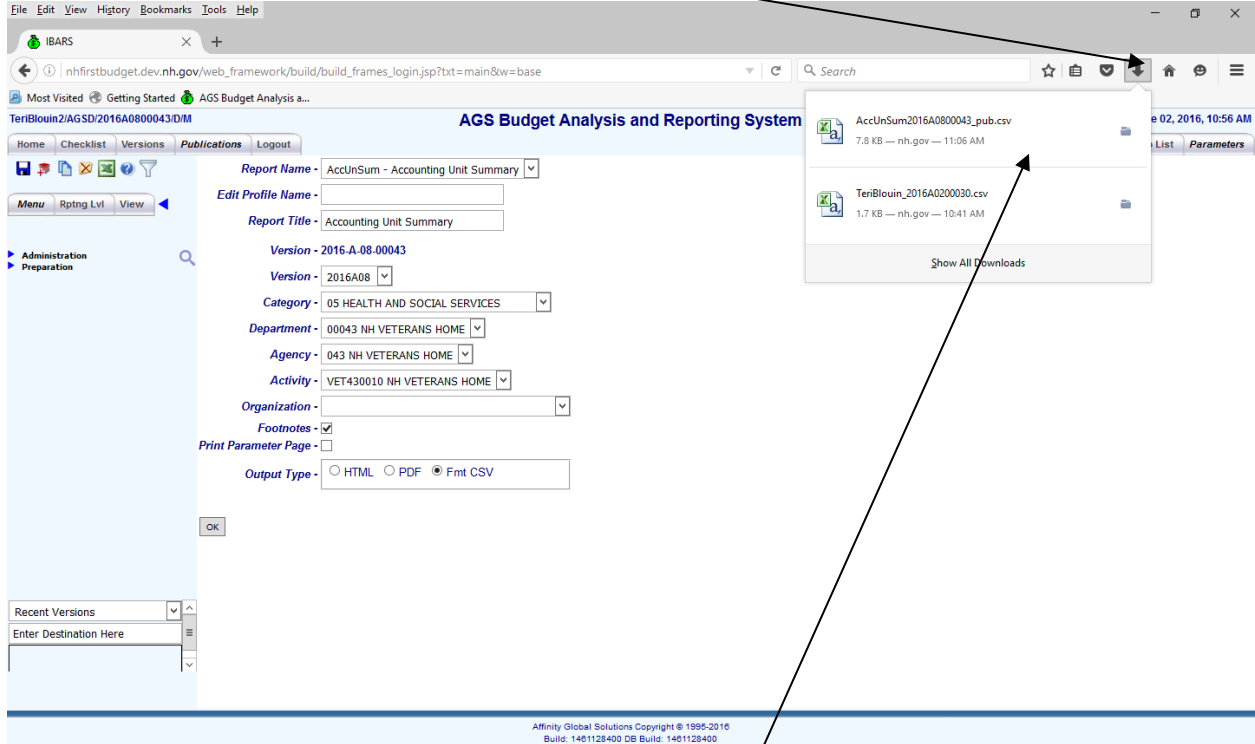 File Edit View History Bookmarks Tools Help
IBARS
nhfirstbudget.dev.nh.gov/web_framework/build/build_frames_login.jsp?txt=main&w=base
Search
Most Visited Getting Started AGS Budget Analysis a...
TeriBlouin2/AGSD/2016A0800043/D/M
AGS Budget Analysis and Reporting System
e 02, 2016, 10:56 AM
Home Checklist Versions Publications Logout
List Parameters
AccUnSum2016A0800043_pub.csv
7.8 KB — nh.gov — 11:06 AM
TeriBlouin_2016A0200030.csv
1.7 KB — nh.gov — 10:41 AM
Show All Downloads
Menu Rptng Lvl View
Administration
Preparation
Report Name - AccUnSum - Accounting Unit Summary
Edit Profile Name -
Report Title - Accounting Unit Summary
Version - 2016-A-08-00043
Version - 2016A08
Category - 05 HEALTH AND SOCIAL SERVICES
Department - 00043 NH VETERANS HOME
Agency - 043 NH VETERANS HOME
Activity - VET430010 NH VETERANS HOME
Organization -
Footnotes -
Print Parameter Page -
Output Type - HTML PDF Fmt CSV
OK
Recent Versions
Enter Destination Here
Affinity Global Solutions Copyright © 1995-2016
Build: 1461128400 DB Build: 1461128400